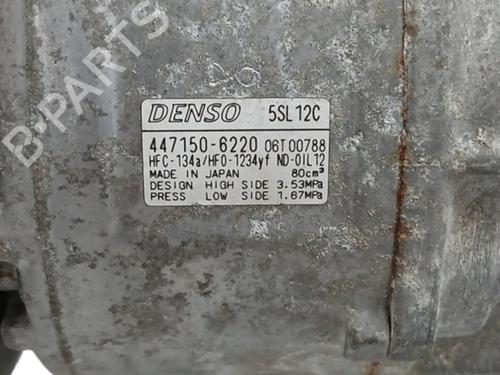 B-PARTS
DENSO 5SL12C
447150-6220 06T00788
HFC-134a/HFO-1234yf ND-OIL12
MADE IN JAPAN 80cm³
DESIGN HIGH SIDE 3.53MPa
PRESS LOW SIDE 1.67MPa